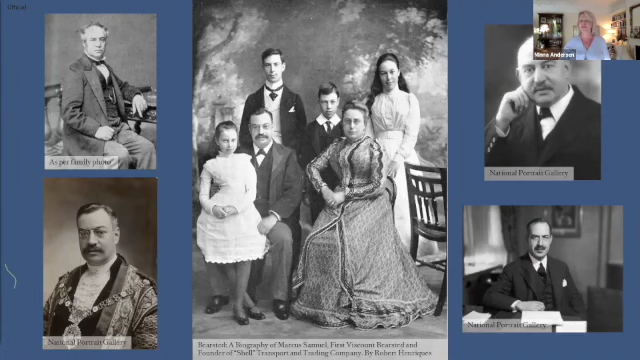 Official
Minna Andersen
As per family photo
National Portrait Gallery
National Portrait Gallery
National Portrait Gallery
Bearsted: A Biography of Marcus Samuel, First Viscount Bearsted and
Founder of "Shell" Transport and Trading Company. By Robert Henriques